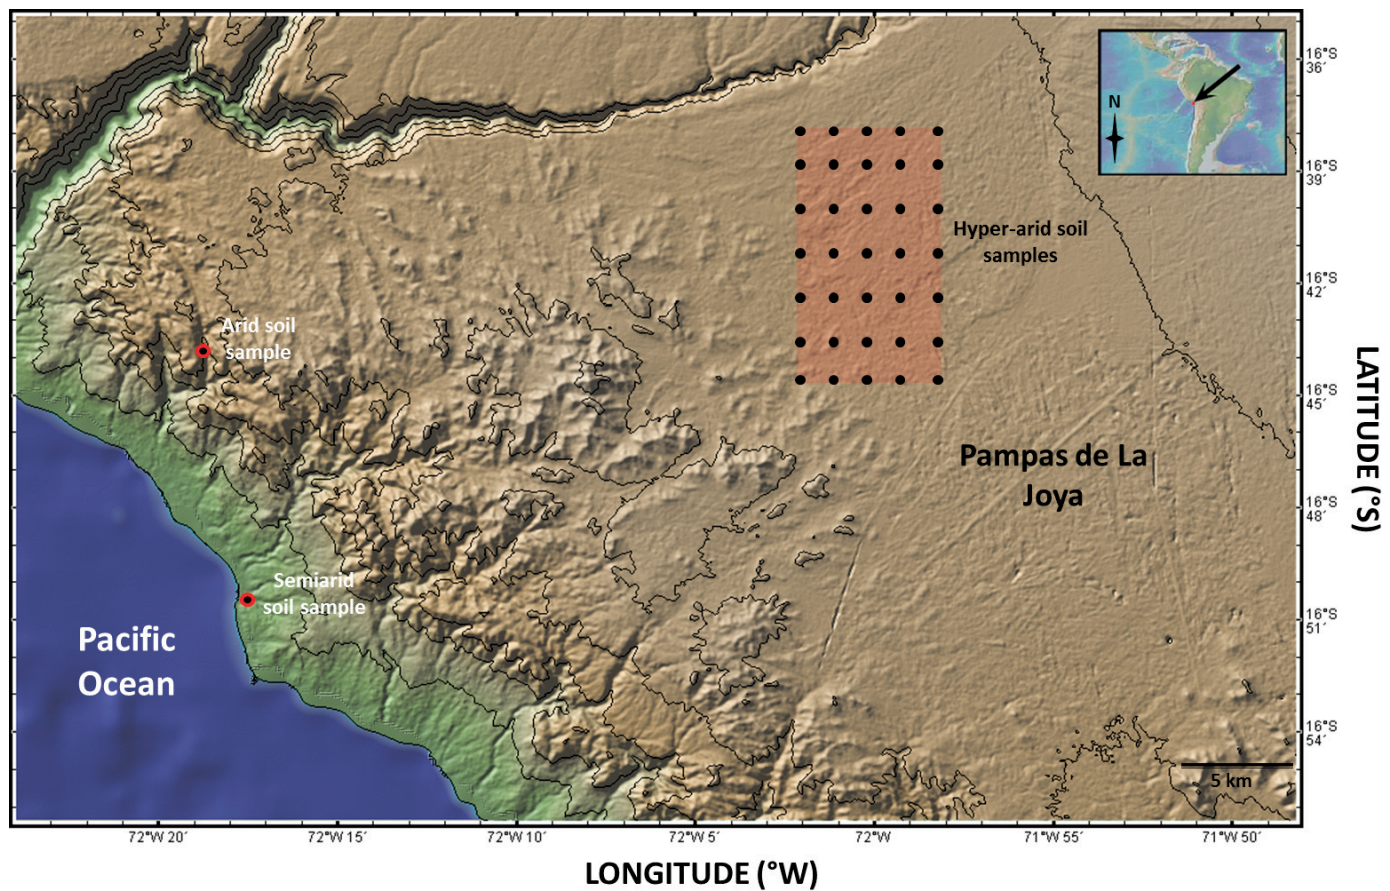 N
16°S
36´
16°S
39´
Hyper-arid soil
samples
16°S
42´
Arid soil
sample
16°S
45´
Pampas de La
Joya
16°S
48´
Semiarid
soil sample
16°S
51´
Pacific
Ocean
16°S
54´
5 km
72°W 20´
72°W 15´
72°W 10´
72°W 5´
72°W
71°W 55´
71°W 50´
LONGITUDE (°W)
LATITUDE (°S)